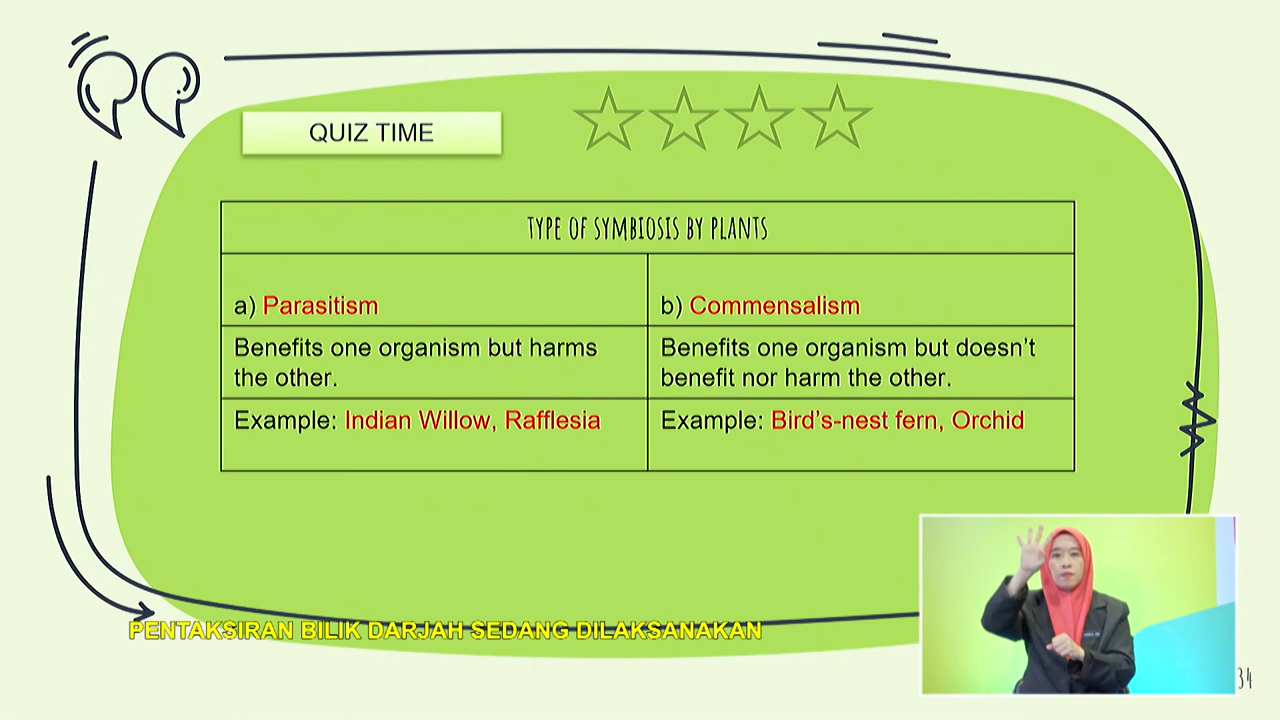 QUIZ TIME
TYPE OF SYMBIOSIS BY PLANTS
a) Parasitism
b) Commensalism
Benefits one organism but harms
the other.
Benefits one organism but doesn't
benefit nor harm the other.
Example: Indian Willow, Rafflesia
Example: Bird's-nest fern, Orchid
PENTAKSIRAN BILIK DARJAH SEDANG DILAKSANAKAN
34